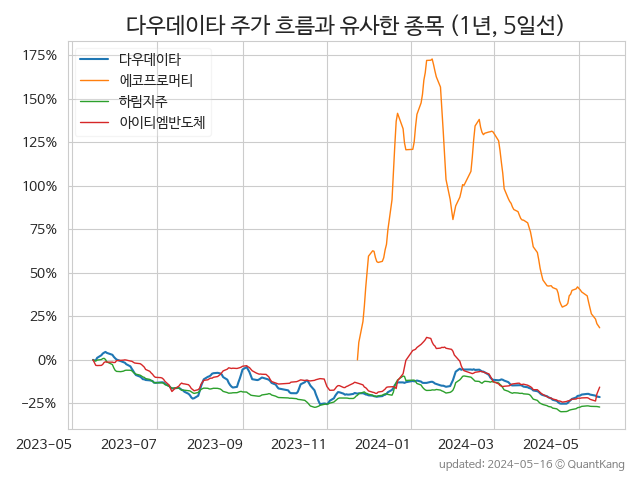 다우데이타 주가 흐름과 유사한 종목 (1년, 5일선)
다우데이타
에코프로머티
하림지주
아이티엠반도체
175%
150%
125%
100%
75%
50%
25%
0%
−25%
2023-05 2023-07 2023-09 2023-11 2024-01 2024-03 2024-05
updated: 2024-05-16 © QuantKang